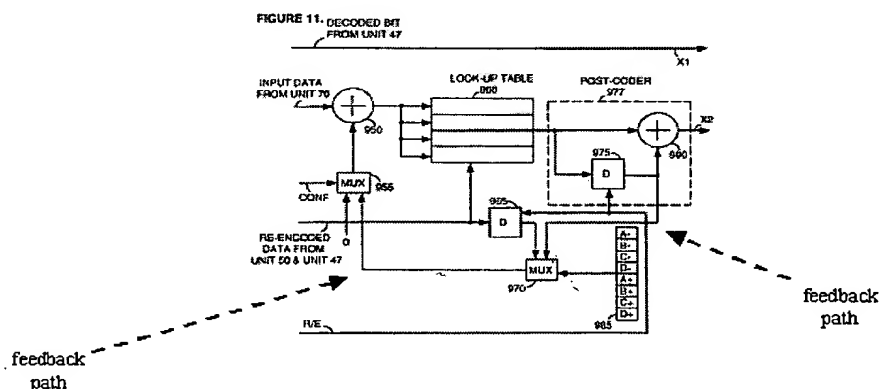 FIGURE 11. DECODED BIT
FROM UNIT 47
X1
INPUT DATA
FROM UNIT 70
LOOK-UP TABLE
POST-CODER
977
950
X2
990
975
D
CONF
MUX
955
965
D
0
RE-ENCODED
DATA FROM
UNIT 50 & UNIT 47
MUX
970
A-
B-
C-
D-
A+
B+
C+
D+
985
R/E
feedback
path
feedback
path